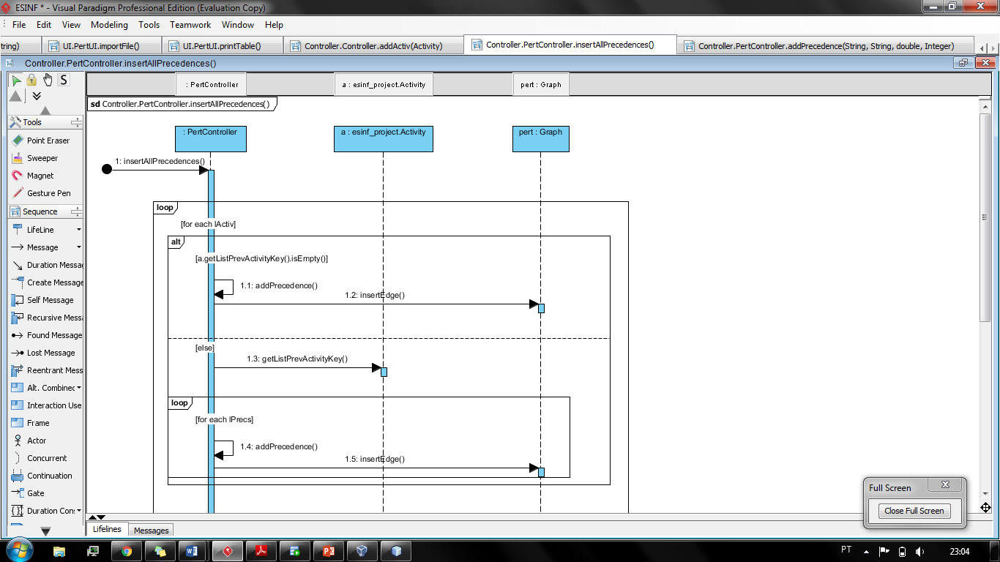 ESINF * - Visual Paradigm Professional Edition (Evaluation Copy)
File Edit View Modeling Tools Teamwork Window Help
tring) UI.PertUI.importFile() UI.PertUI.printTable() Controller.Controller.addActiv(Activity) Controller.PertController.insertAllPrecedences() Controller.PertController.addPrecedence(String, String, double, Integer)
Controller.PertController.insertAllPrecedences()
S
: PertController a : esinf_project.Activity pert : Graph
sd Controller.PertController.insertAllPrecedences()
Tools
Point Eraser
Sweeper
Magnet
Gesture Pen
Sequence
LifeLine
Message
Duration Messa
Create Message
Self Message
Recursive Mess
Found Message
Lost Message
Reentrant Mess
Alt. Combined
Interaction Use
Frame
Actor
Concurrent
Continuation
Gate
Duration Cons
: PertController a : esinf_project.Activity pert : Graph
1: insertAllPrecedences()
loop
[for each lActiv]
alt
[a.getListPrevActivityKey().isEmpty()]
1.1: addPrecedence()
1.2: insertEdge()
[else]
1.3: getListPrevActivityKey()
loop
[for each lPrecs]
1.4: addPrecedence()
1.5: insertEdge()
Full Screen
Close Full Screen
Lifelines Messages
PT 23:04